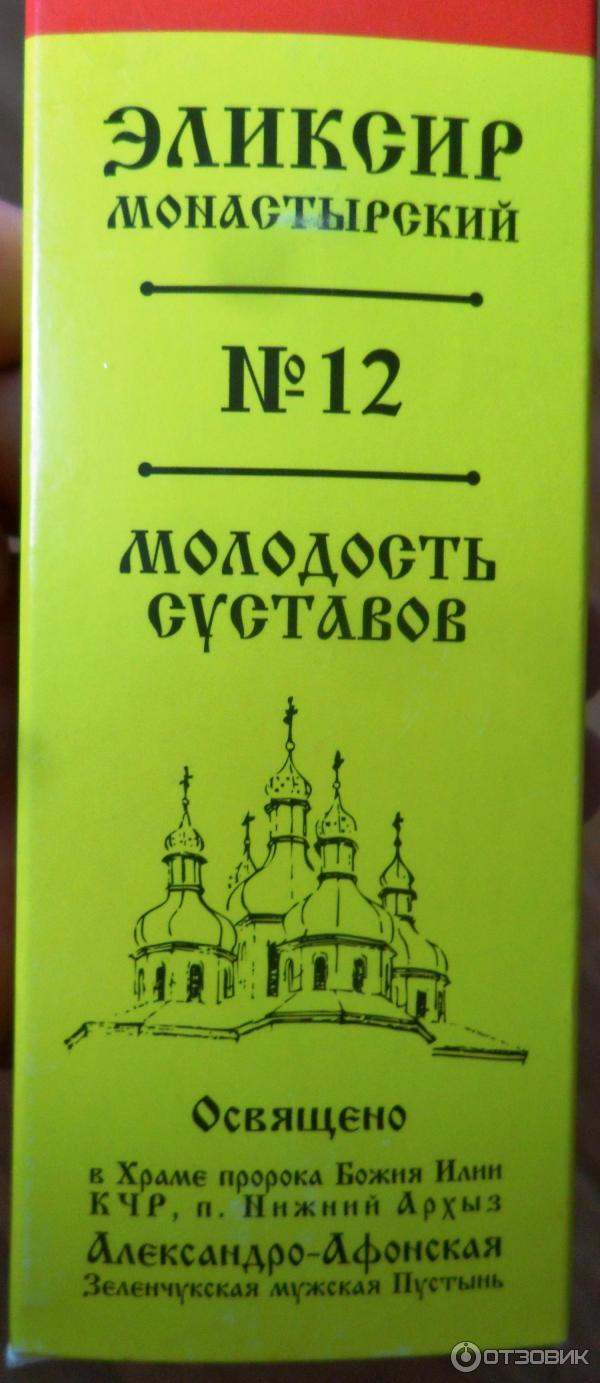 ЭЛИКСИР
МОНАСТЫРСКИЙ
№12
МОЛОДОСТЬ
СУСТАВОВ
Освящено
в Храме пророка Божия Илии
КЧР, п. Нижний Архыз
Александро-Афонская
Зеленчукская мужская Пустынь
ОТЗОВИК